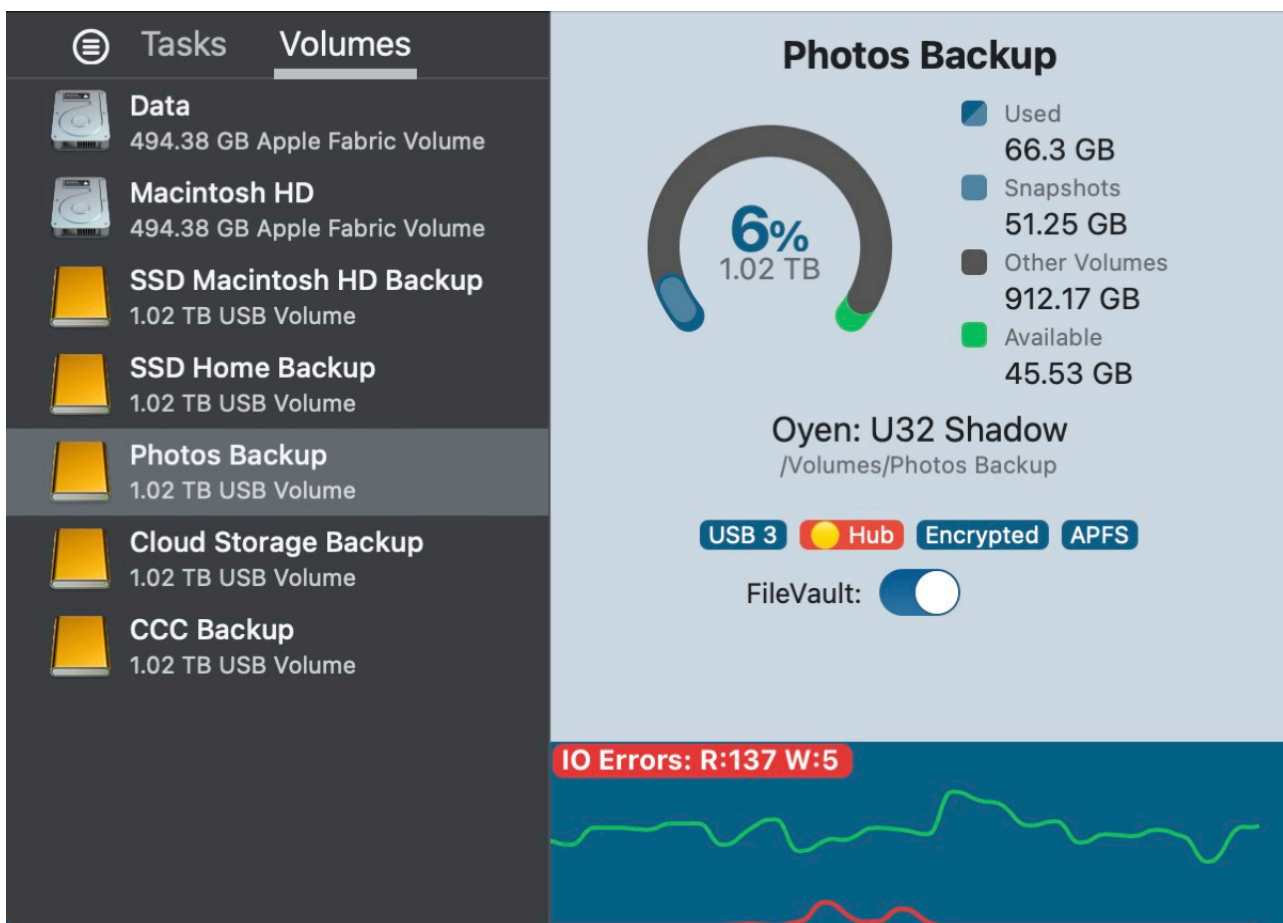 Tasks Volumes
Data
494.38 GB Apple Fabric Volume
Macintosh HD
494.38 GB Apple Fabric Volume
SSD Macintosh HD Backup
1.02 TB USB Volume
SSD Home Backup
1.02 TB USB Volume
Photos Backup
1.02 TB USB Volume
Cloud Storage Backup
1.02 TB USB Volume
CCC Backup
1.02 TB USB Volume
Photos Backup
6%
1.02 TB
Used
66.3 GB
Snapshots
51.25 GB
Other Volumes
912.17 GB
Available
45.53 GB
Oyen: U32 Shadow
/Volumes/Photos Backup
USB 3 Hub Encrypted APFS
FileVault:
IO Errors: R:137 W:5